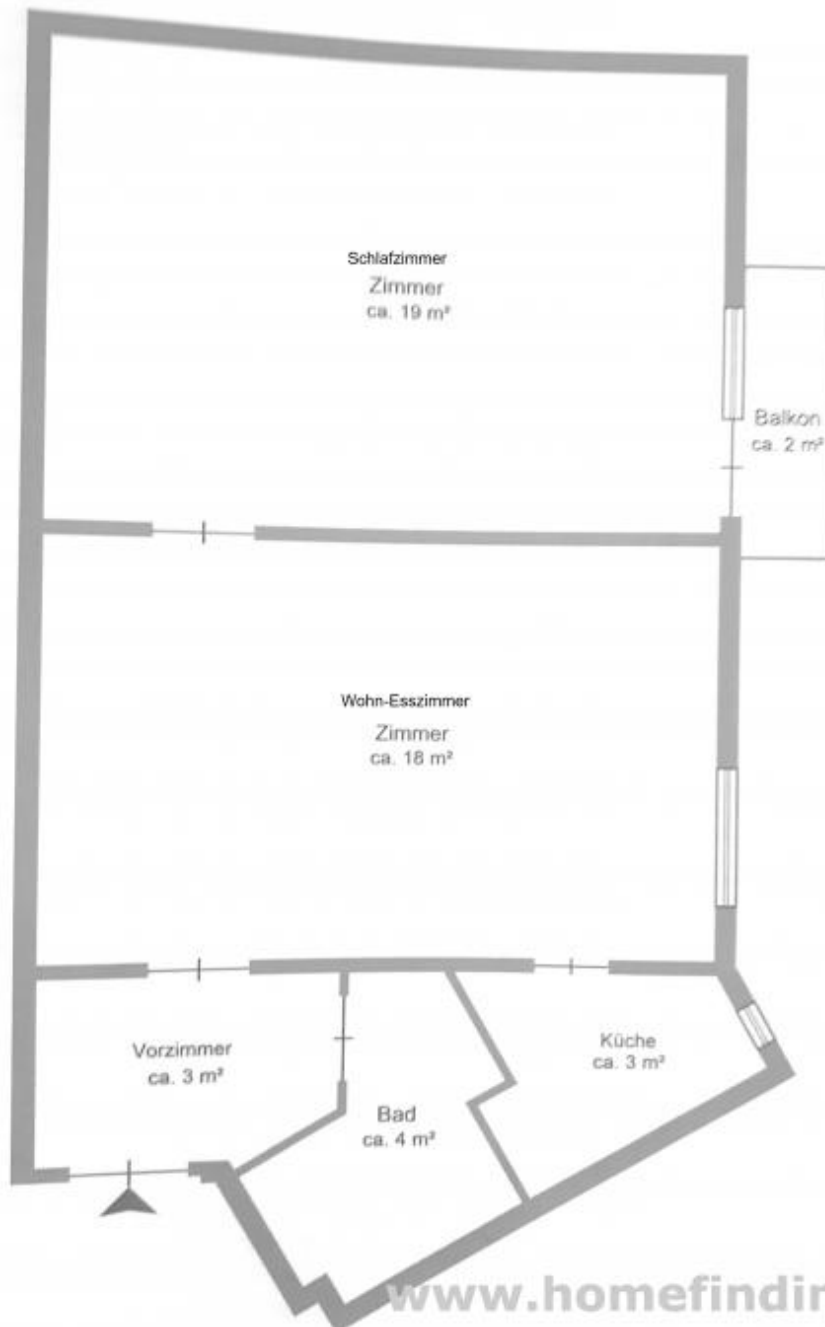 Schlafzimmer
Zimmer
ca. 19 m²
Balkon
ca. 2 m²
Wohn-Esszimmer
Zimmer
ca. 18 m²
Vorzimmer
ca. 3 m²
Küche
ca. 3 m²
Bad
ca. 4 m²
www.homefindin